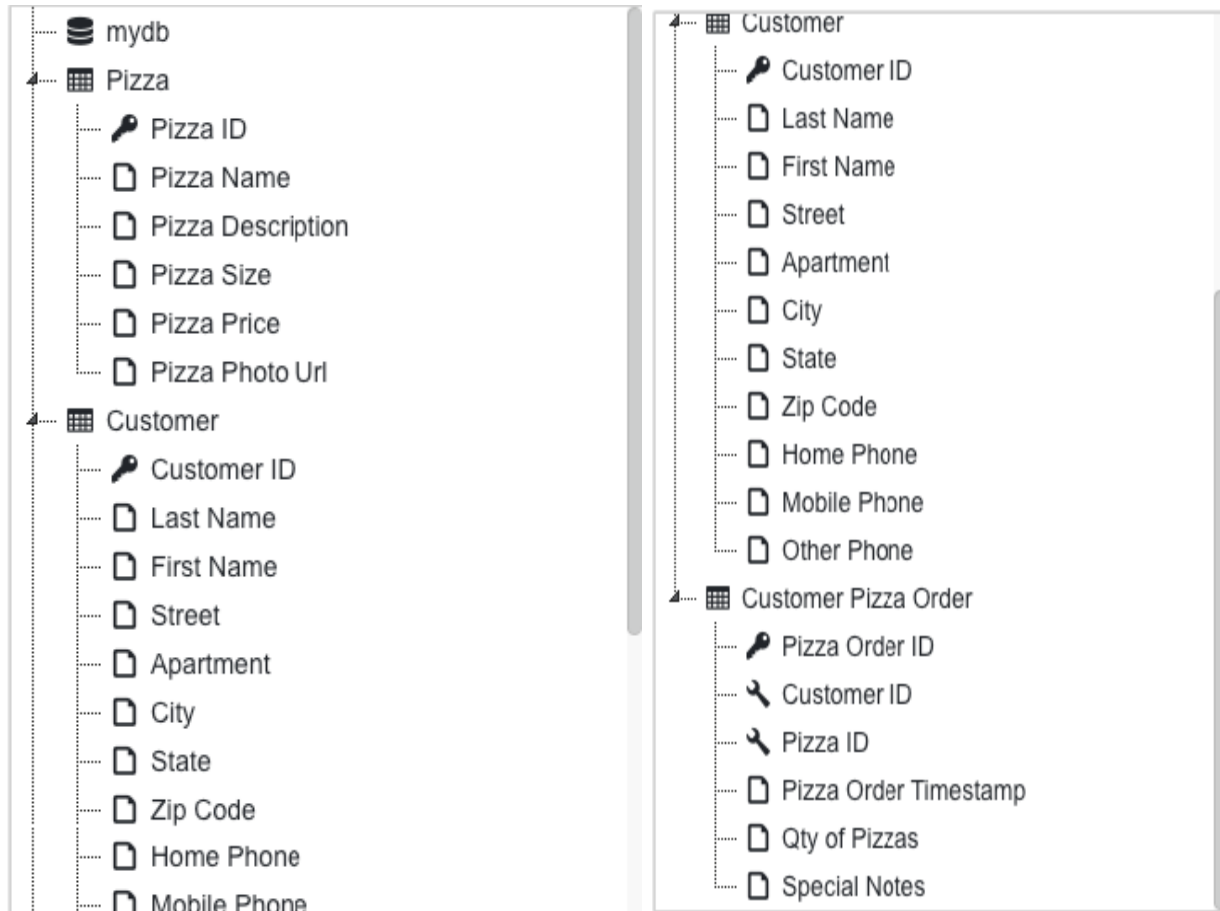 mydb
Pizza
Pizza ID
Pizza Name
Pizza Description
Pizza Size
Pizza Price
Pizza Photo Url
Customer
Customer ID
Last Name
First Name
Street
Apartment
City
State
Zip Code
Home Phone
Mobile Phone
Customer
Customer ID
Last Name
First Name
Street
Apartment
City
State
Zip Code
Home Phone
Mobile Phone
Other Phone
Customer Pizza Order
Pizza Order ID
Customer ID
Pizza ID
Pizza Order Timestamp
Qty of Pizzas
Special Notes